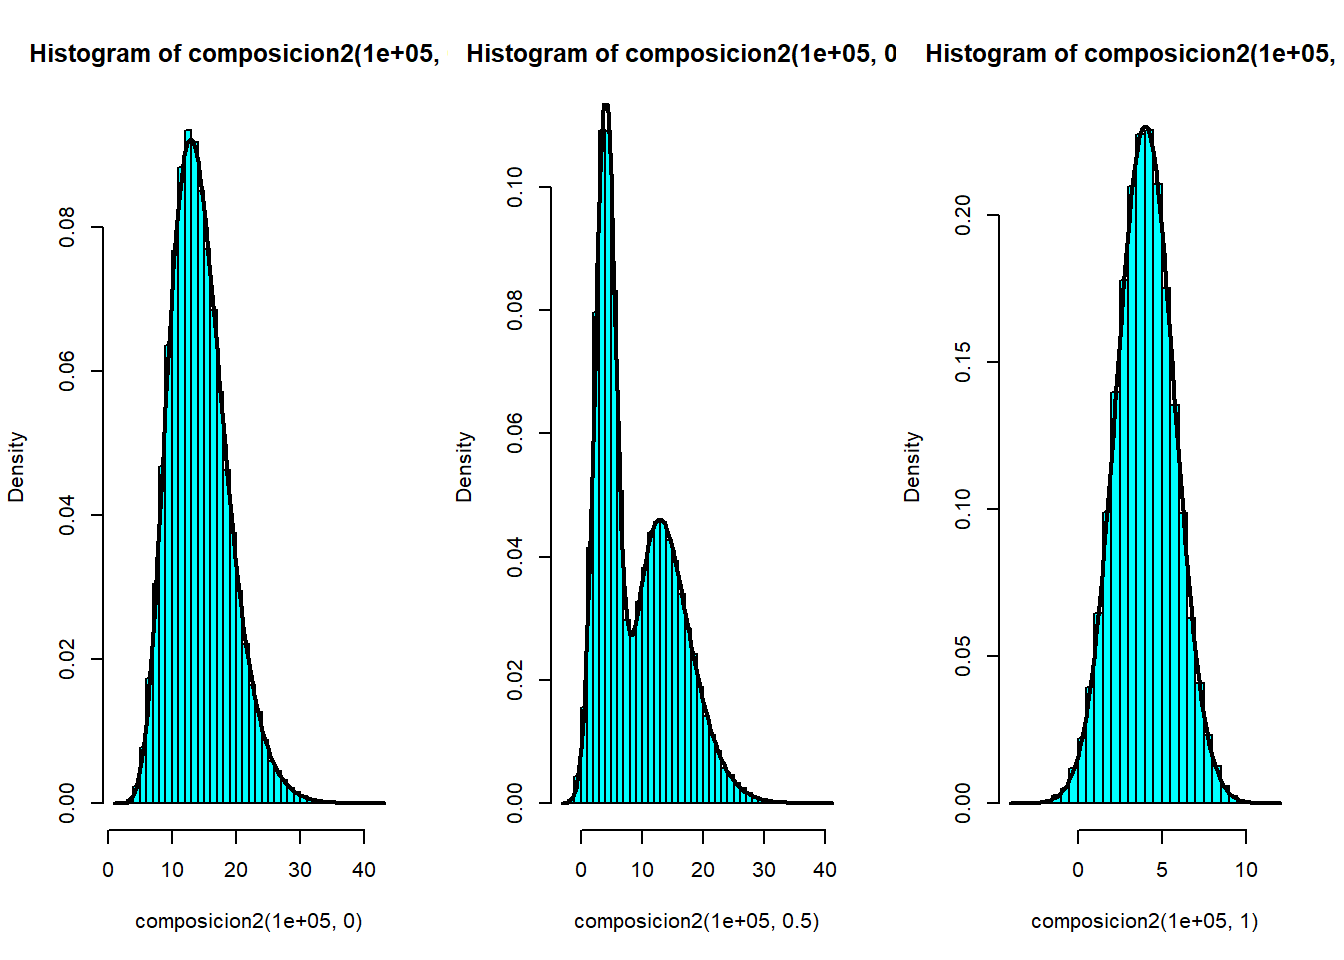 Histogram of composicion2(1e+05,
Density
0.00 0.02 0.04 0.06 0.08
0 10 20 30 40
composicion2(1e+05, 0)
Histogram of composicion2(1e+05, 0
Density
0.00 0.02 0.04 0.06 0.08 0.10
0 10 20 30 40
composicion2(1e+05, 0.5)
Histogram of composicion2(1e+05,
Density
0.00 0.05 0.10 0.15 0.20
0 5 10
composicion2(1e+05, 1)